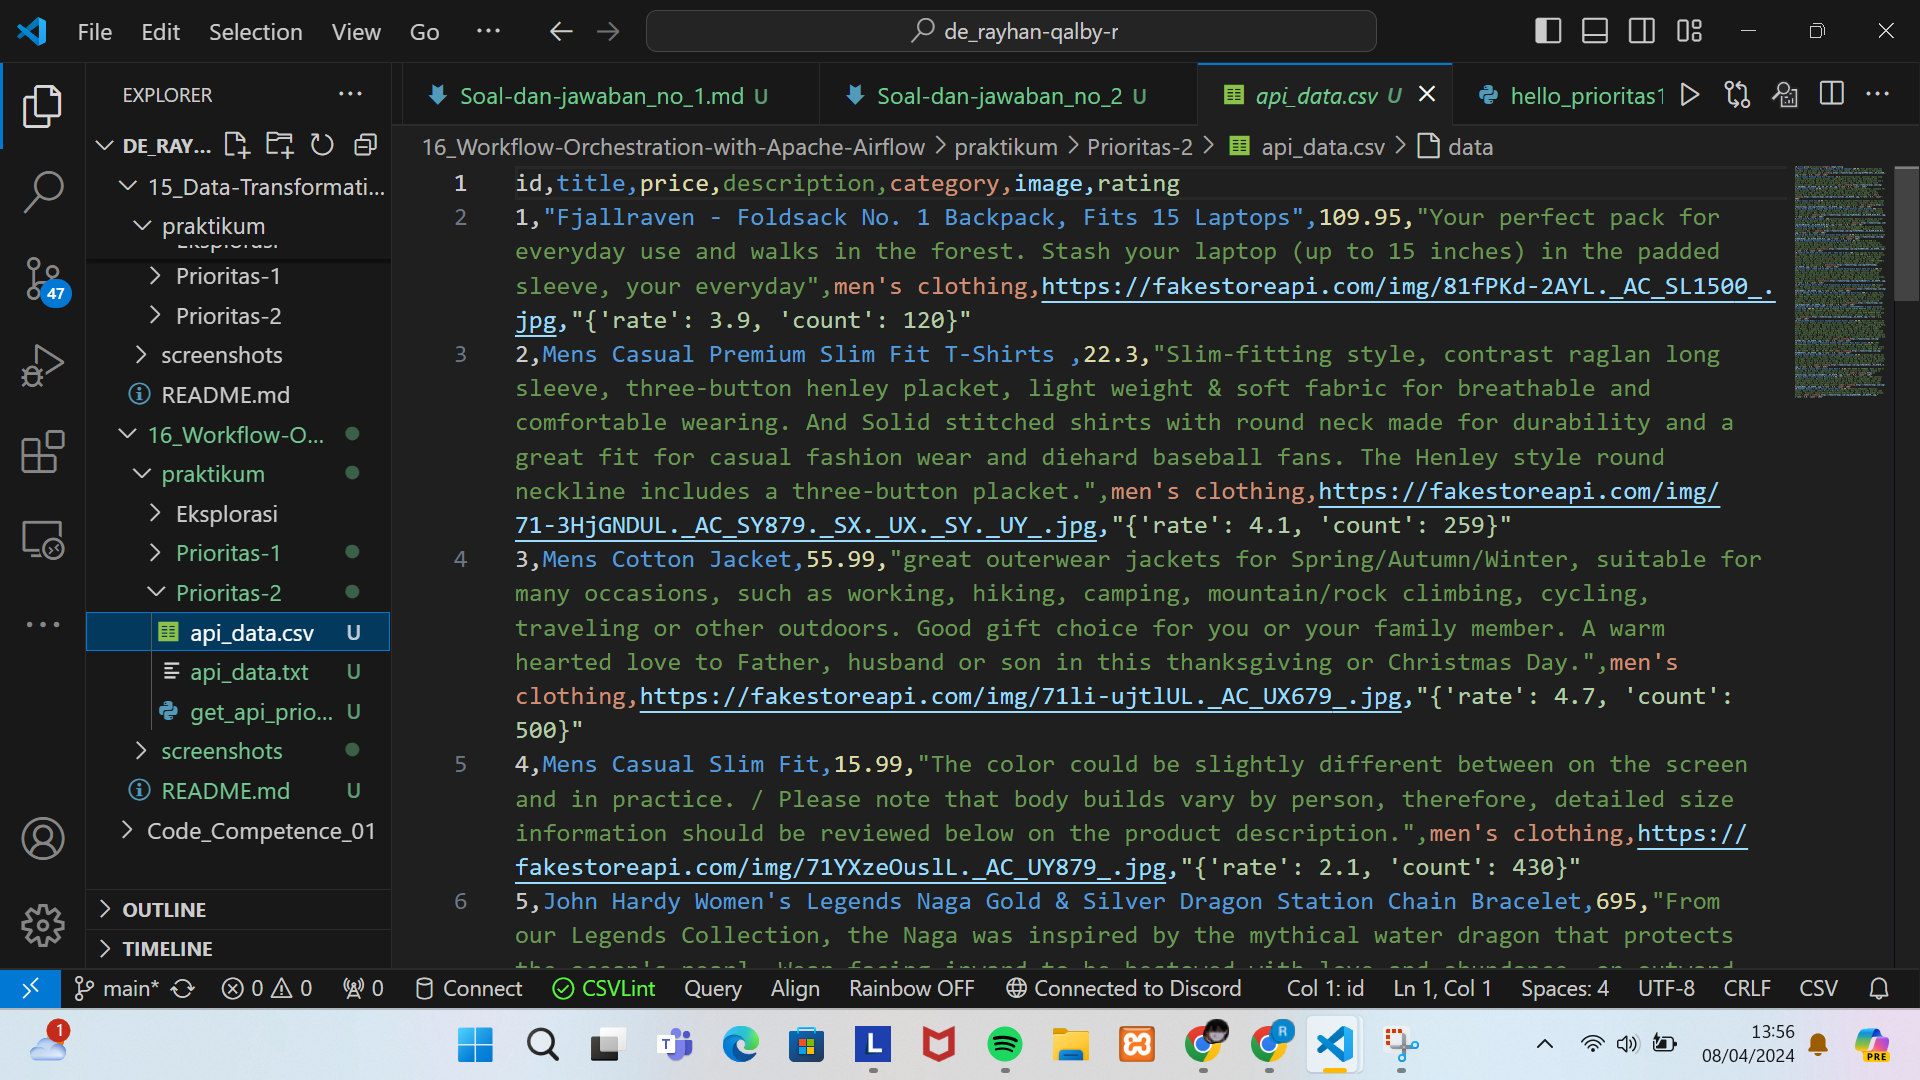 File Edit Selection View Go ··· de_rayhan-qalby-r
EXPLORER ···
DE_RAY...
15_Data-Transformati...
praktikum
Prioritas-1
Prioritas-2
screenshots
README.md
16_Workflow-O...
praktikum
Eksplorasi
Prioritas-1
Prioritas-2
api_data.csv U
api_data.txt U
get_api_prio... U
screenshots
README.md U
Code_Competence_01
OUTLINE
TIMELINE
47
Soal-dan-jawaban_no_1.md U Soal-dan-jawaban_no_2 U api_data.csv U hello_prioritas1
16_Workflow-Orchestration-with-Apache-Airflow > praktikum > Prioritas-2 > api_data.csv > data
1 id,title,price,description,category,image,rating
2 1,"Fjallraven - Foldsack No. 1 Backpack, Fits 15 Laptops",109.95,"Your perfect pack for
everyday use and walks in the forest. Stash your laptop (up to 15 inches) in the padded
sleeve, your everyday",men's clothing,https://fakestoreapi.com/img/81fPKd-2AYL._AC_SL1500_.
jpg,"{'rate': 3.9, 'count': 120}"
3 2,Mens Casual Premium Slim Fit T-Shirts ,22.3,"Slim-fitting style, contrast raglan long
sleeve, three-button henley placket, light weight & soft fabric for breathable and
comfortable wearing. And Solid stitched shirts with round neck made for durability and a
great fit for casual fashion wear and diehard baseball fans. The Henley style round
neckline includes a three-button placket.",men's clothing,https://fakestoreapi.com/img/
71-3HjGNDUL._AC_SY879._SX._UX._SY._UY_.jpg,"{'rate': 4.1, 'count': 259}"
4 3,Mens Cotton Jacket,55.99,"great outerwear jackets for Spring/Autumn/Winter, suitable for
many occasions, such as working, hiking, camping, mountain/rock climbing, cycling,
traveling or other outdoors. Good gift choice for you or your family member. A warm
hearted love to Father, husband or son in this thanksgiving or Christmas Day.",men's
clothing,https://fakestoreapi.com/img/71li-ujtlUL._AC_UX679_.jpg,"{'rate': 4.7, 'count':
500}"
5 4,Mens Casual Slim Fit,15.99,"The color could be slightly different between on the screen
and in practice. / Please note that body builds vary by person, therefore, detailed size
information should be reviewed below on the product description.",men's clothing,https://
fakestoreapi.com/img/71YXzeOuslL._AC_UY879_.jpg,"{'rate': 2.1, 'count': 430}"
6 5,John Hardy Women's Legends Naga Gold & Silver Dragon Station Chain Bracelet,695,"From
our Legends Collection, the Naga was inspired by the mythical water dragon that protects
main* 0 0 0 Connect CSVLint Query Align Rainbow OFF Connected to Discord Col 1: id Ln 1, Col 1 Spaces: 4 UTF-8 CRLF CSV
1 T L R 13:56
08/04/2024 PRE